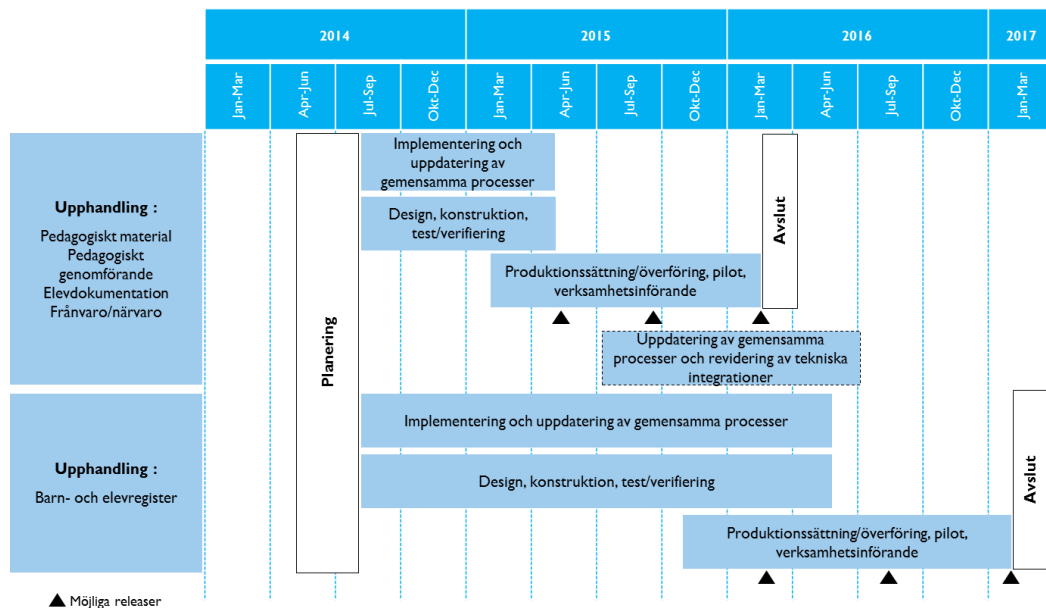 2014
2015
2016
2017
Jan-Mar
Apr-Jun
Jul-Sep
Okt-Dec
Jan-Mar
Apr-Jun
Jul-Sep
Okt-Dec
Jan-Mar
Apr-Jun
Jul-Sep
Okt-Dec
Jan-Mar
Upphandling :
Pedagogiskt material
Pedagogiskt
genomförande
Elevdokumentation
Frånvaro/närvaro
Planering
Implementering och
uppdatering av
gemensamma processer
Design, konstruktion,
test/verifiering
Produktionssättning/överföring, pilot,
verksamhetsinförande
Avslut
Uppdatering av gemensamma
processer och revidering av tekniska
integrationer
Upphandling :
Barn- och elevregister
Implementering och uppdatering av gemensamma processer
Design, konstruktion, test/verifiering
Produktionssättning/överföring, pilot,
verksamhetsinförande
Avslut
Möjliga releaser